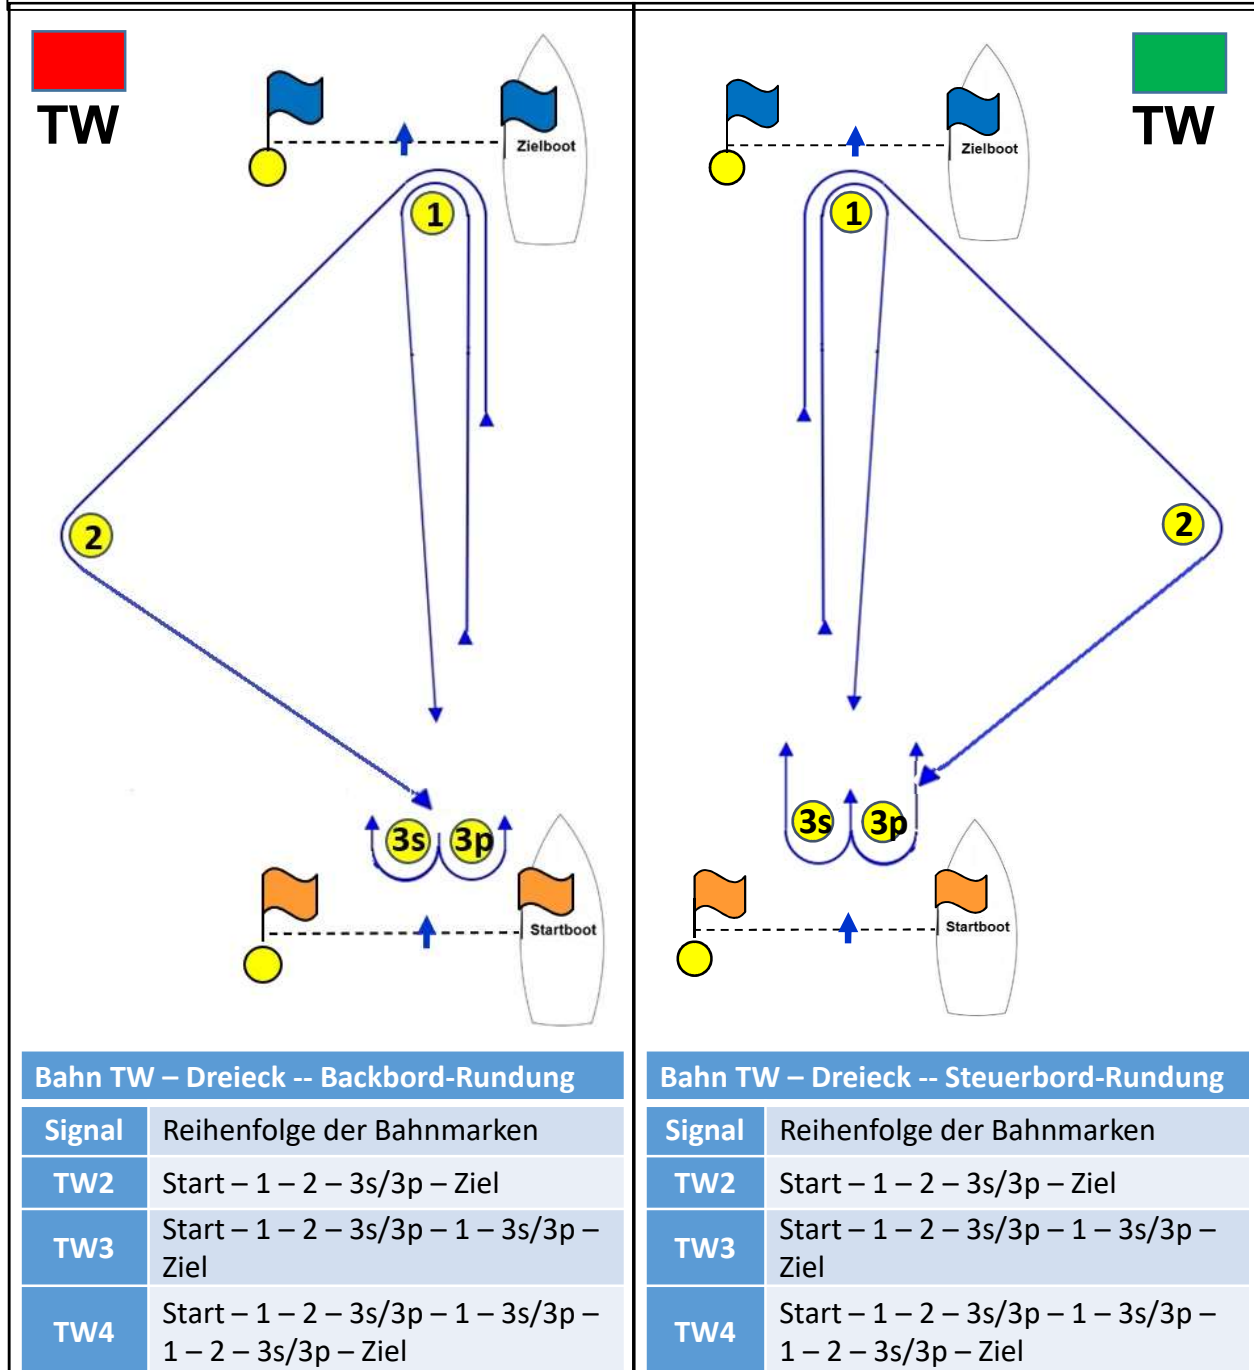 TW
Zielboot
1
2
3s
3p
Startboot
Bahn TW – Dreieck -- Backbord-Rundung
Signal Reihenfolge der Bahnmarken
TW2 Start – 1 – 2 – 3s/3p – Ziel
TW3 Start – 1 – 2 – 3s/3p – 1 – 3s/3p –
Ziel
TW4 Start – 1 – 2 – 3s/3p – 1 – 3s/3p –
1 – 2 – 3s/3p – Ziel
TW
Zielboot
1
2
3s
3p
Startboot
Bahn TW – Dreieck -- Steuerbord-Rundung
Signal Reihenfolge der Bahnmarken
TW2 Start – 1 – 2 – 3s/3p – Ziel
TW3 Start – 1 – 2 – 3s/3p – 1 – 3s/3p –
Ziel
TW4 Start – 1 – 2 – 3s/3p – 1 – 3s/3p –
1 – 2 – 3s/3p – Ziel